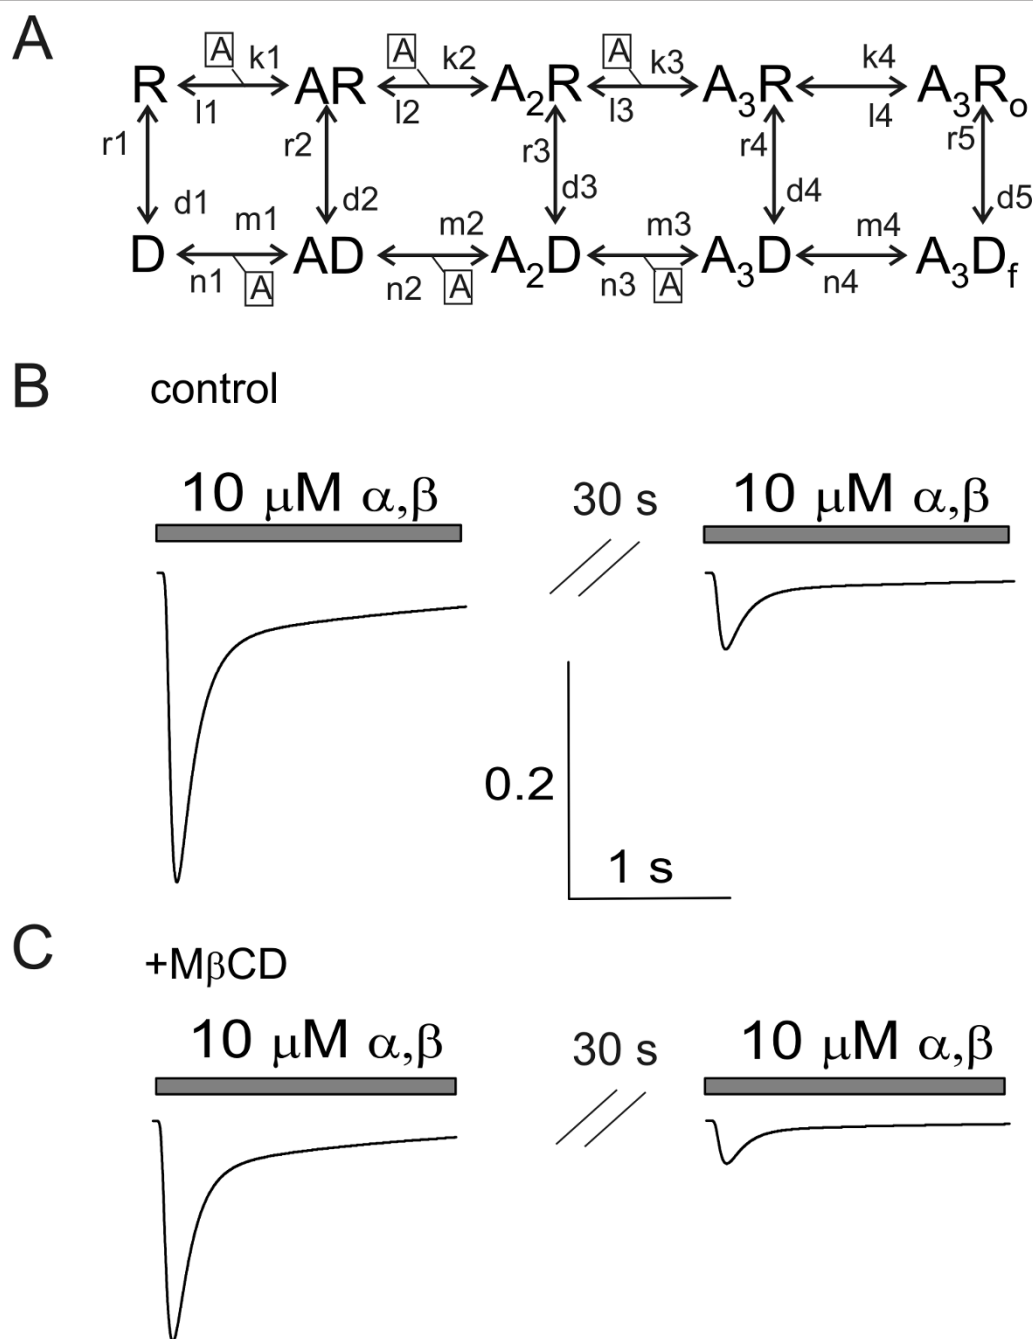 A
A k1 A k2 A k3 k4
R AR A2R A3R A3Ro
l1 l2 l3 l4
r1 r2 r3 r4 r5
d1 d2 d3 d4 d5
m1 m2 m3 m4
D AD A2D A3D A3Df
n1 A n2 A n3 A n4
B control
10 μM α,β 30 s 10 μM α,β
0.2
1 s
C +MβCD
10 μM α,β 30 s 10 μM α,β